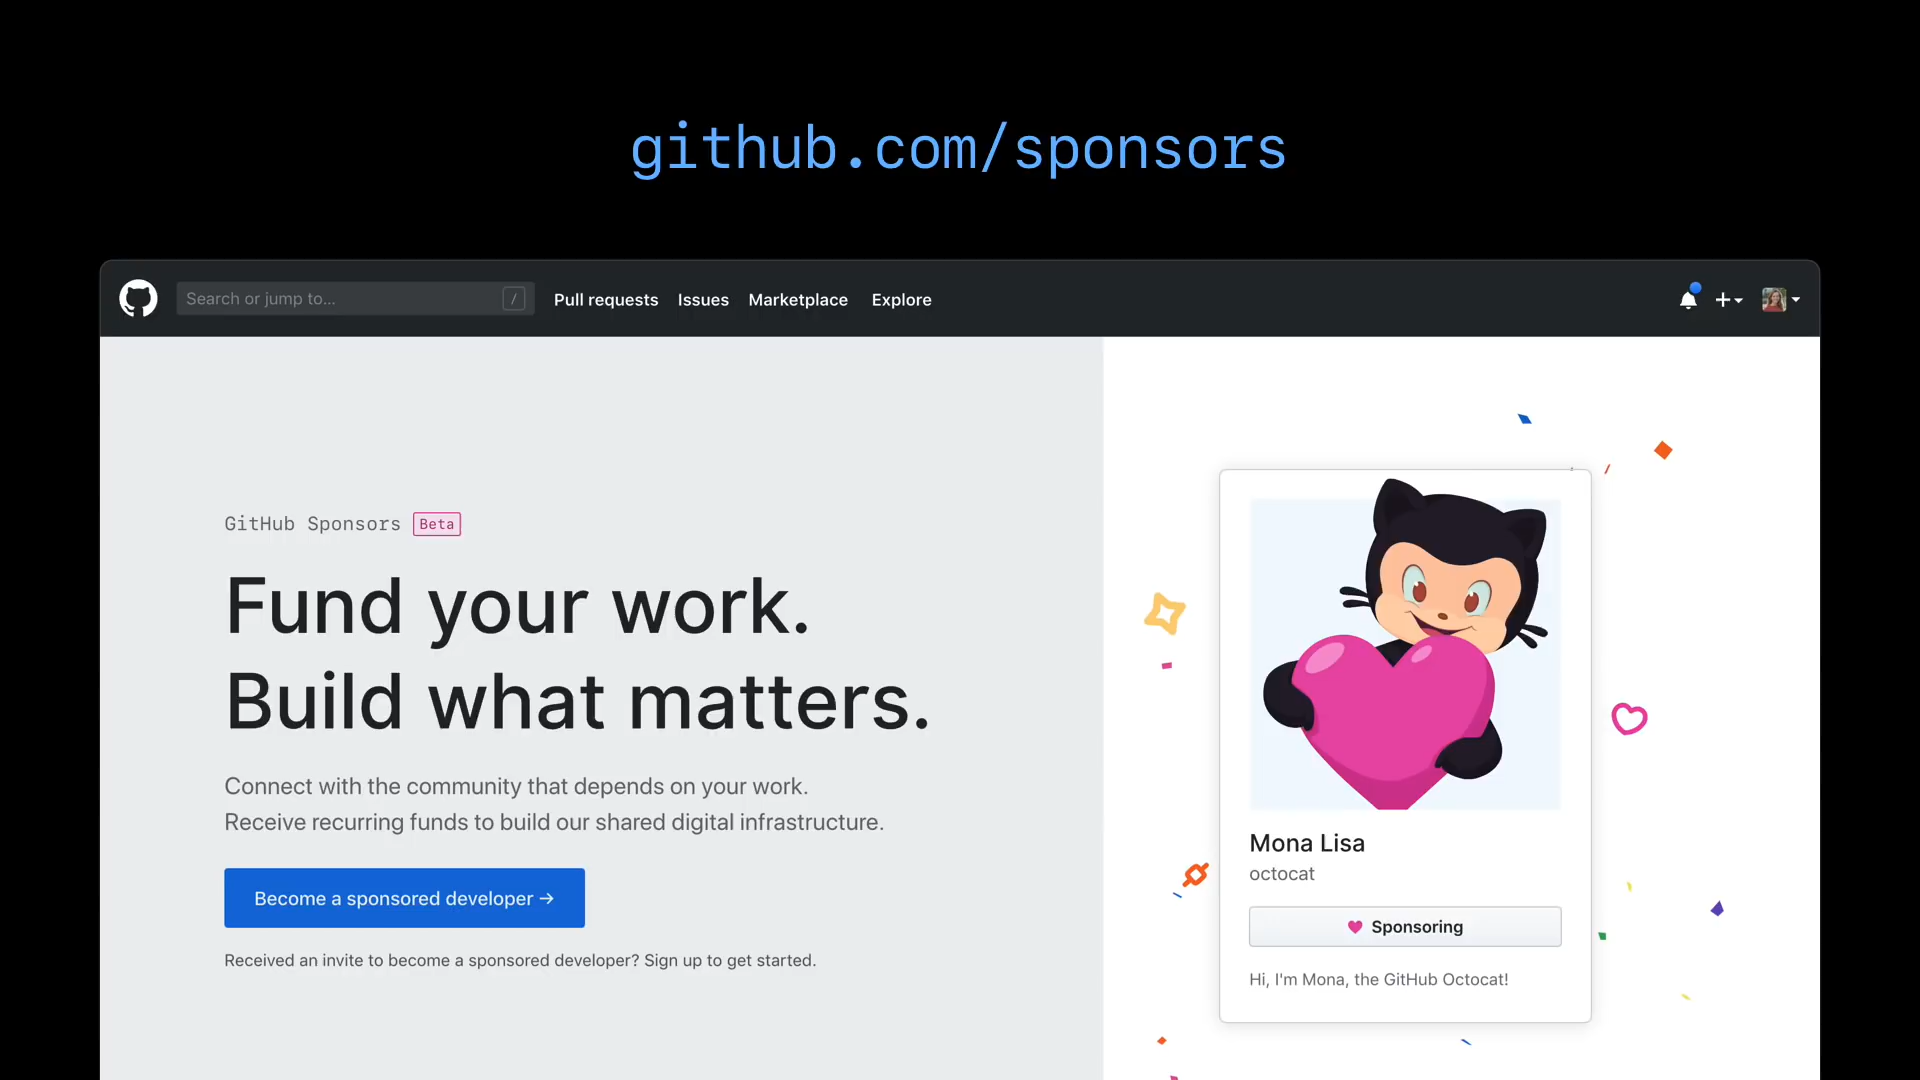 github.com/sponsors
Search or jump to...
/
Pull requests
Issues
Marketplace
Explore
GitHub Sponsors
Beta
Fund your work.
Build what matters.
Connect with the community that depends on your work.
Receive recurring funds to build our shared digital infrastructure.
Become a sponsored developer →
Received an invite to become a sponsored developer? Sign up to get started.
Mona Lisa
octocat
Sponsoring
Hi, I'm Mona, the GitHub Octocat!